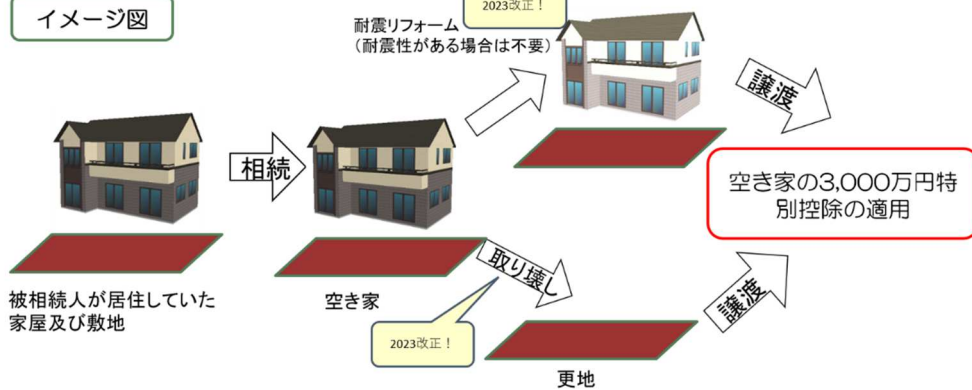 イメージ図
2023改正！
耐震リフォーム
（耐震性がある場合は不要）
譲渡
相続
空き家の3,000万円特
別控除の適用
取り壊し
被相続人が居住していた
家屋及び敷地
空き家
譲渡
2023改正！
更地